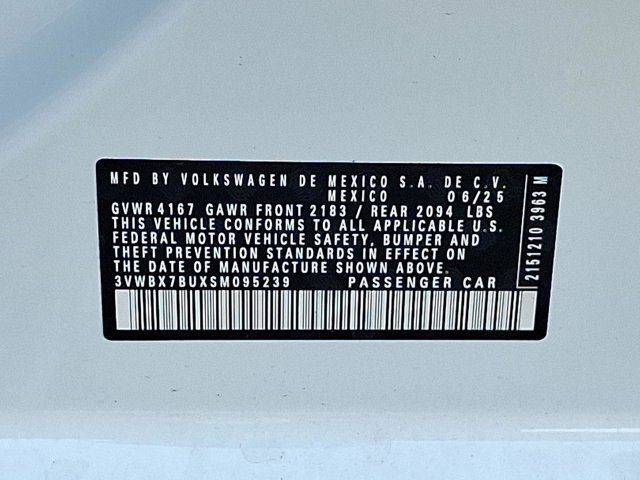 MFD BY VOLKSWAGEN DE MEXICO S.A. DE C.V.
MEXICO 06/25
GVWR 4167 GAWR FRONT 2183 / REAR 2094 LBS
THIS VEHICLE CONFORMS TO ALL APPLICABLE U.S.
FEDERAL MOTOR VEHICLE SAFETY, BUMPER AND
THEFT PREVENTION STANDARDS IN EFFECT ON
THE DATE OF MANUFACTURE SHOWN ABOVE.
3VWBX7BUXSM095239 PASSENGER CAR
2151210 3963 M